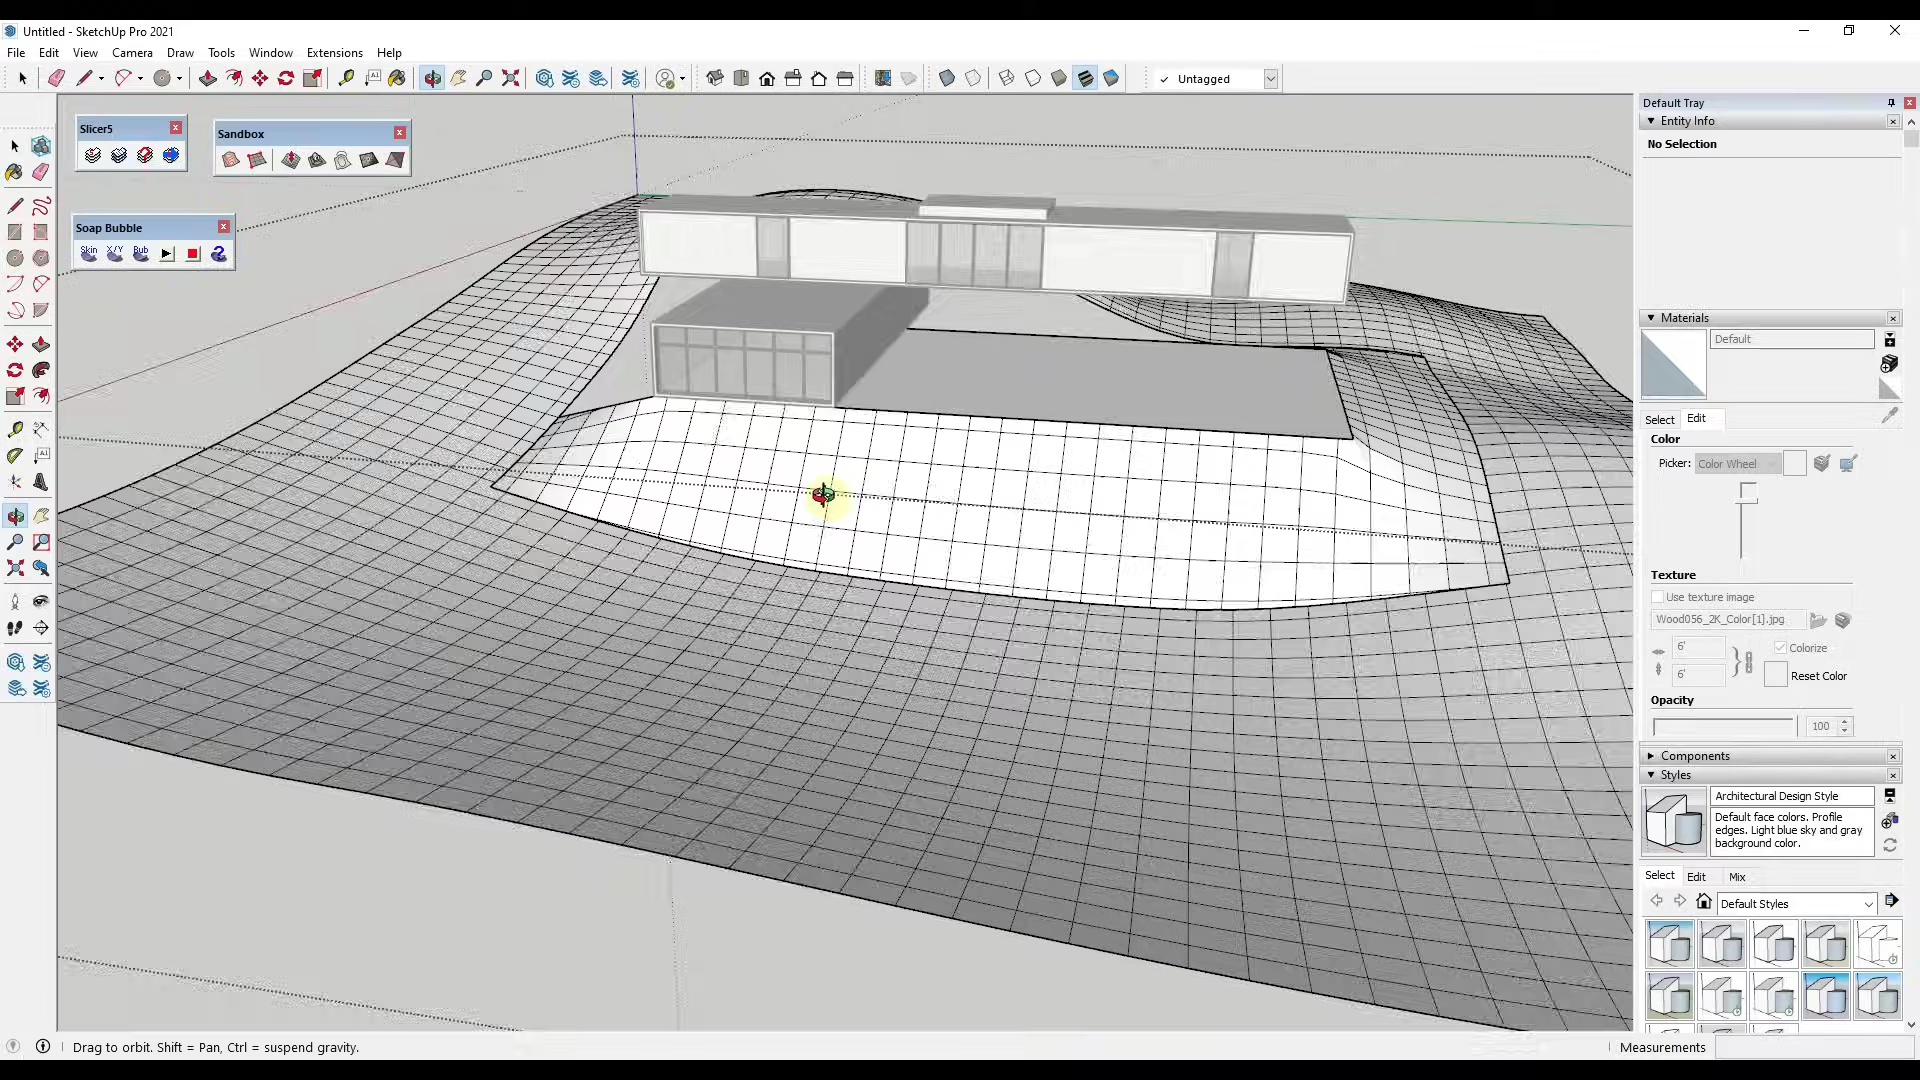 Untitled - SketchUp Pro 2021
File Edit View Camera Draw Tools Window Extensions Help
Untagged
Slicer5
Sandbox
Soap Bubble
Skin X/Y Bub
Default Tray
Entity Info
No Selection
Materials
Default
Select Edit
Color
Picker: Color Wheel
Texture
Use texture image
Wood056_2K_Color[1].jpg
6'
Colorize
6'
Reset Color
Opacity
100
Components
Styles
Architectural Design Style
Default face colors. Profile
edges. Light blue sky and gray
background color.
Select Edit Mix
Default Styles
Drag to orbit. Shift = Pan, Ctrl = suspend gravity.
Measurements